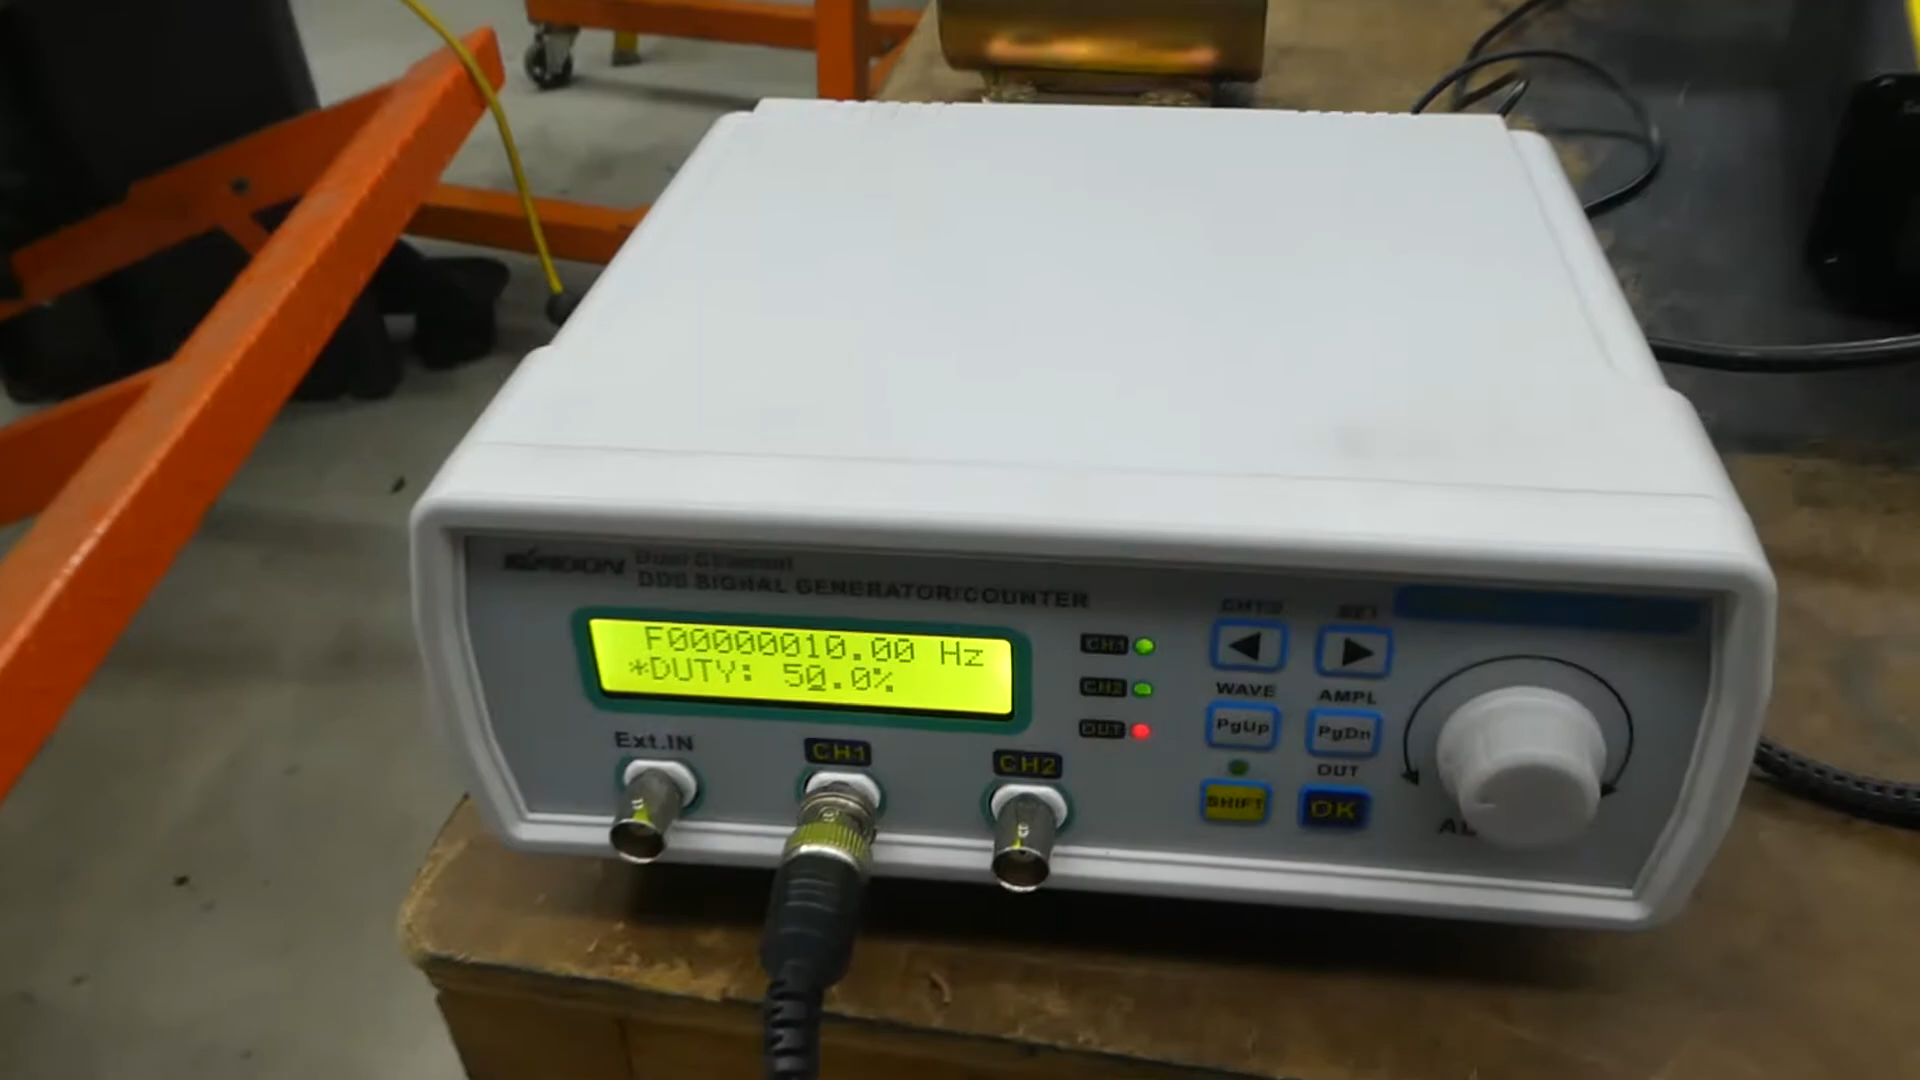 Dual Channel
DDS SIGNAL GENERATOR/COUNTER
F00000010.00 Hz
*DUTY: 50.0%
CH1
CH2
OUT
CH1/2
SET
WAVE
AMPL
PgUp
PgDn
OUT
SHIFT
OK
Ext.IN
CH1
CH2